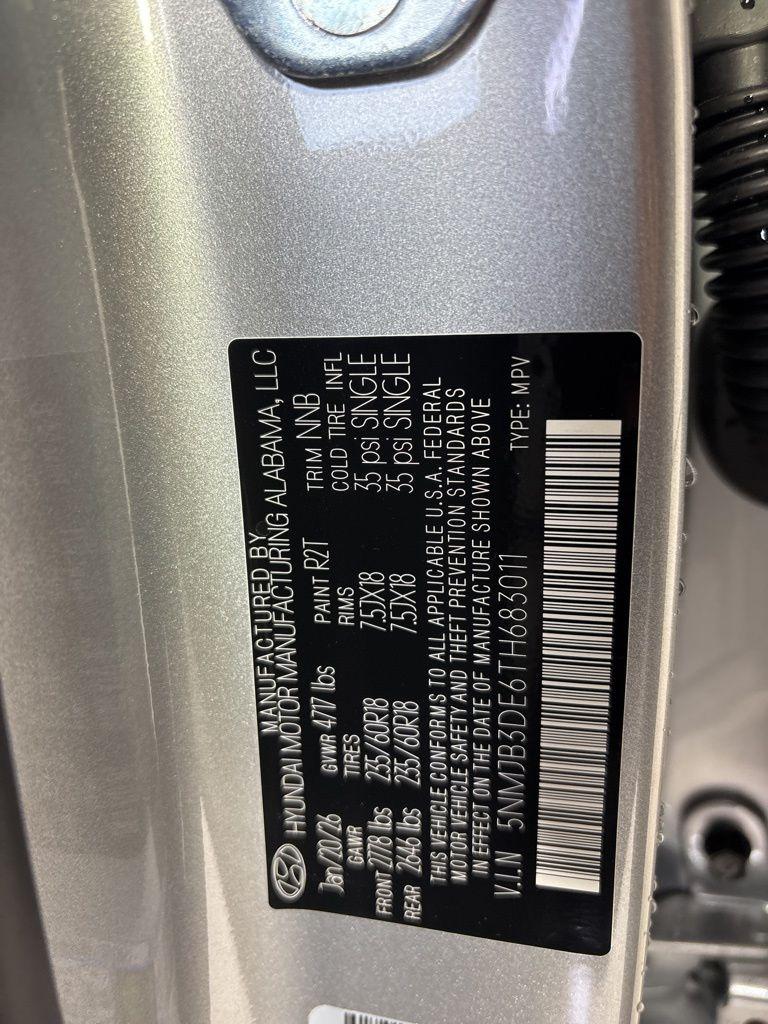 MANUFACTURED BY
HYUNDAI MOTOR MANUFACTURING ALABAMA, LLC
Jan/20/26 GVWR 4717 lbs PAINT R2T TRIM NNB
GAWR TIRES RIMS COLD TIRE INFL
FRONT 2778 lbs 235/60R18 7.5JX18 35 psi SINGLE
REAR 2646 lbs 235/60R18 7.5JX18 35 psi SINGLE
THIS VEHICLE CONFORMS TO ALL APPLICABLE U.S.A. FEDERAL
MOTOR VEHICLE SAFETY AND THEFT PREVENTION STANDARDS
IN EFFECT ON THE DATE OF MANUFACTURE SHOWN ABOVE
V.I.N 5NMJB3DE6TH683011 TYPE: MPV